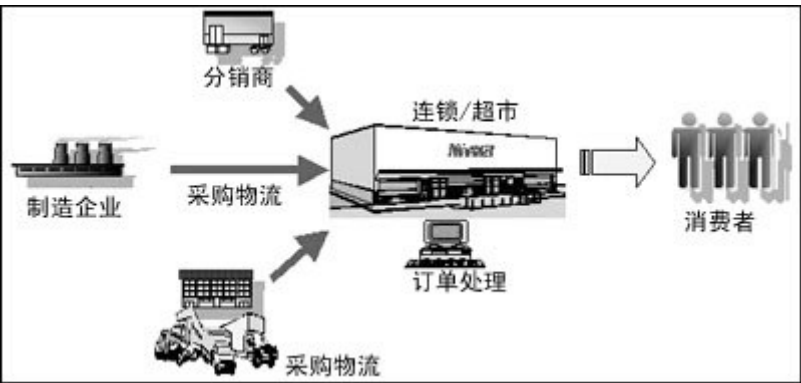 分销商
连锁/超市
制造企业
采购物流
消费者
订单处理
采购物流